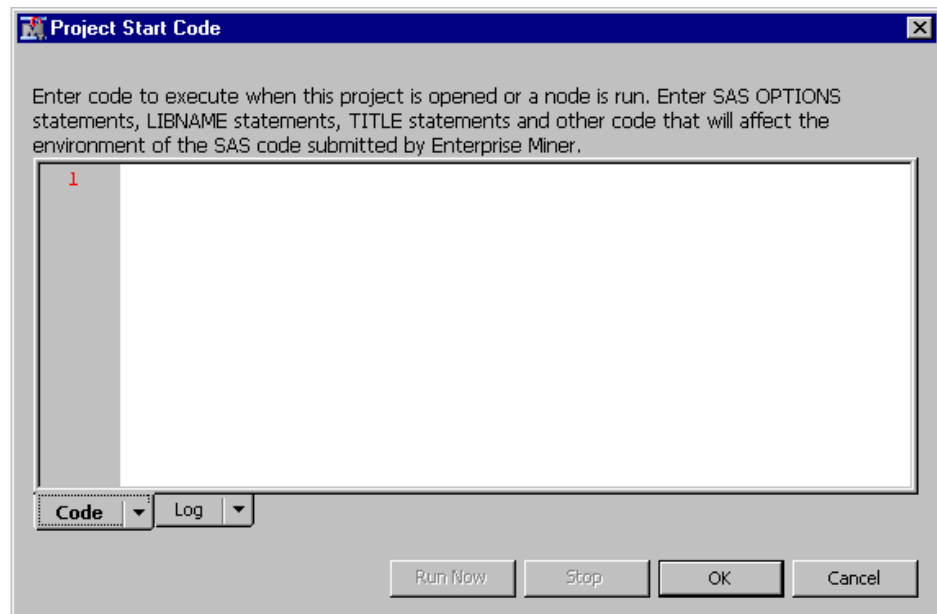 Project Start Code
Enter code to execute when this project is opened or a node is run. Enter SAS OPTIONS
statements, LIBNAME statements, TITLE statements and other code that will affect the
environment of the SAS code submitted by Enterprise Miner.
1
Code Log
Run Now Stop OK Cancel